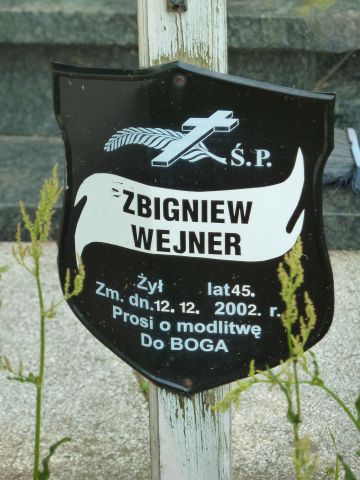 Ś.P.
ZBIGNIEW
WEJNER
Żył lat 45.
Zm. dn. 12. 12. 2002. r.
Prosi o modlitwę
Do BOGA